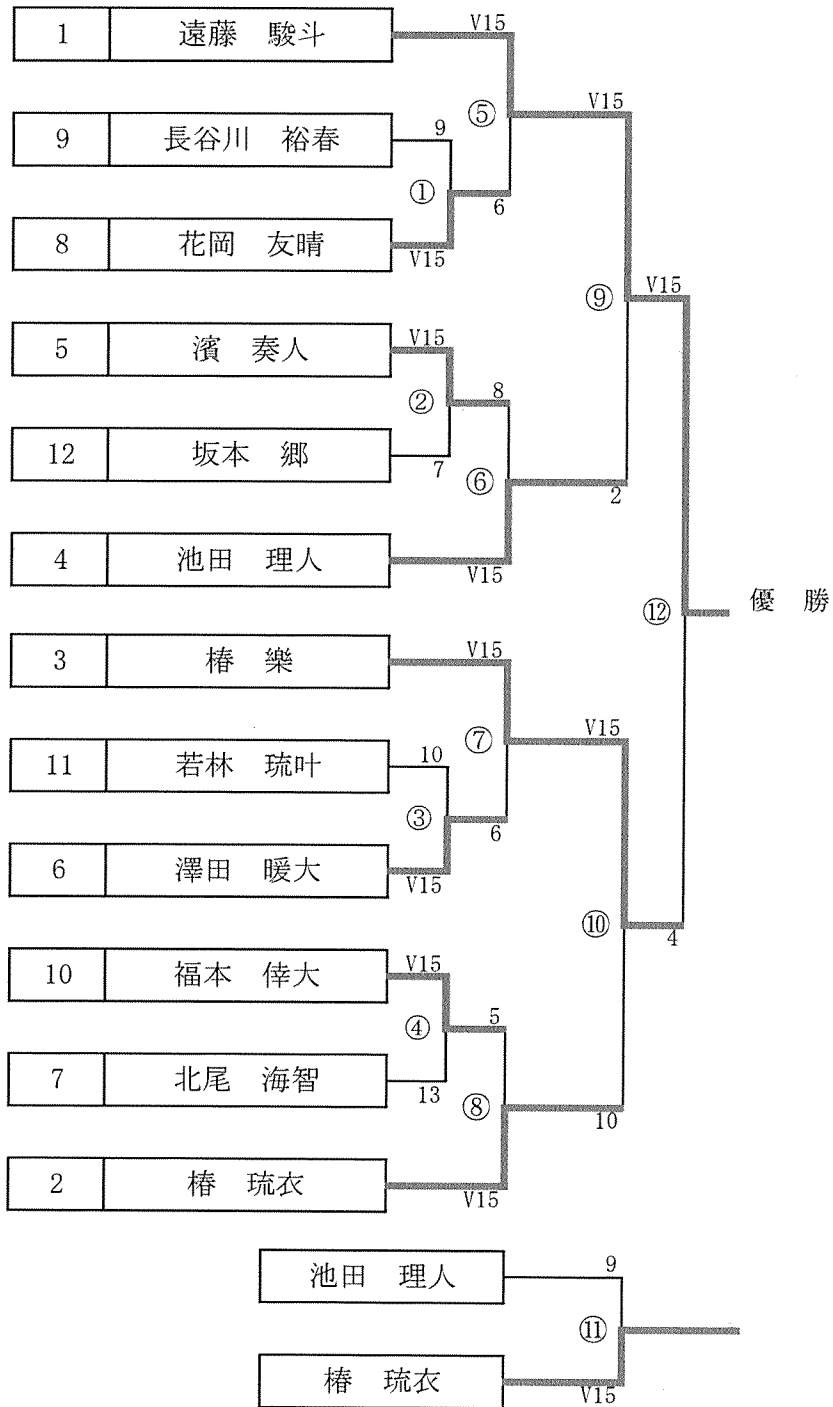 1 遠藤 駿斗 V15
V15
⑤
9 長谷川 裕春 9
①
6
8 花岡 友晴 V15
V15
⑨
5 濱 奏人 V15
8
②
12 坂本 郷 7
⑥
2
4 池田 理人 V15
⑫ 優 勝
3 椿 樂 V15
V15
⑦
11 若林 琉叶 10
③
6
6 澤田 暖大 V15
⑩
4
10 福本 倖大 V15
5
④
7 北尾 海智 13
⑧
10
2 椿 琉衣 V15
池田 理人 9
⑪
椿 琉衣 V15